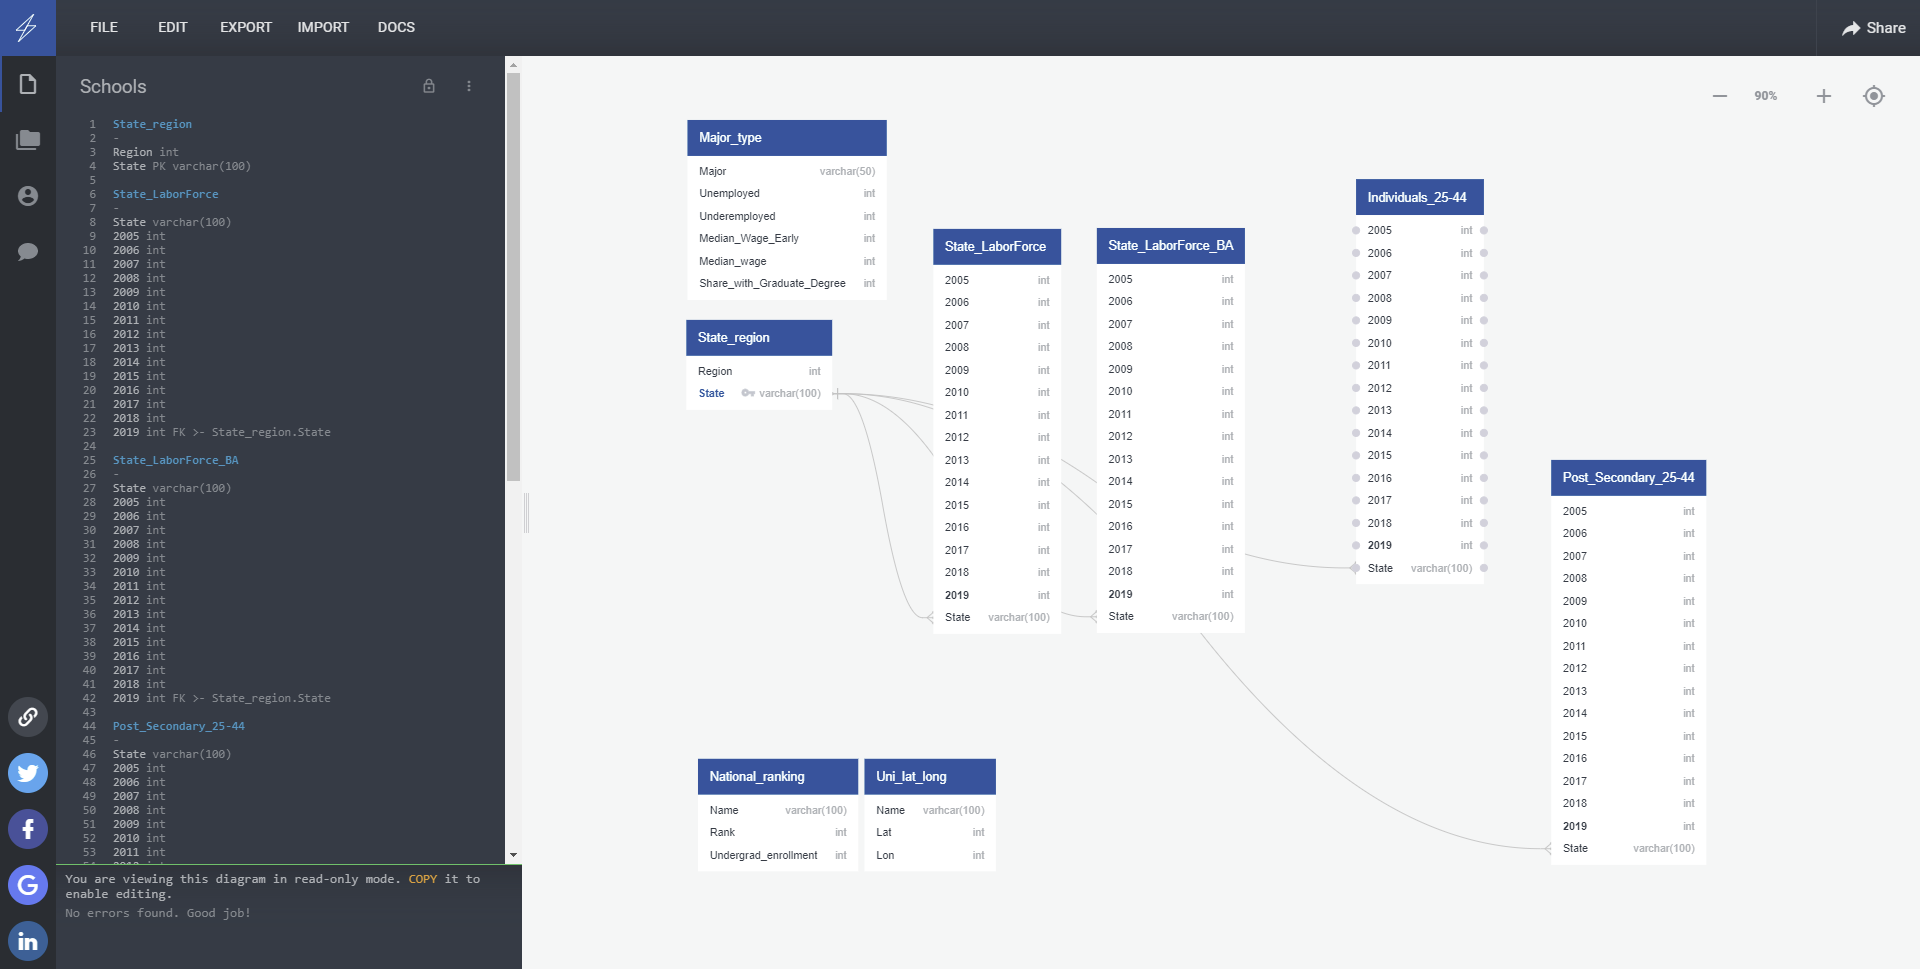 FILE EDIT EXPORT IMPORT DOCS Share
Schools
1 State_region
2 -
3 Region int
4 State PK varchar(100)
5
6 State_LaborForce
7 -
8 State varchar(100)
9 2005 int
10 2006 int
11 2007 int
12 2008 int
13 2009 int
14 2010 int
15 2011 int
16 2012 int
17 2013 int
18 2014 int
19 2015 int
20 2016 int
21 2017 int
22 2018 int
23 2019 int FK >- State_region.State
24
25 State_LaborForce_BA
26 -
27 State varchar(100)
28 2005 int
29 2006 int
30 2007 int
31 2008 int
32 2009 int
33 2010 int
34 2011 int
35 2012 int
36 2013 int
37 2014 int
38 2015 int
39 2016 int
40 2017 int
41 2018 int
42 2019 int FK >- State_region.State
43
44 Post_Secondary_25-44
45 -
46 State varchar(100)
47 2005 int
48 2006 int
49 2007 int
50 2008 int
51 2009 int
52 2010 int
53 2011 int
You are viewing this diagram in read-only mode. COPY it to
enable editing.
No errors found. Good job!
90%
Major_type
Major varchar(50)
Unemployed int
Underemployed int
Median_Wage_Early int
Median_wage int
Share_with_Graduate_Degree int
State_region
Region int
State varchar(100)
State_LaborForce
2005 int
2006 int
2007 int
2008 int
2009 int
2010 int
2011 int
2012 int
2013 int
2014 int
2015 int
2016 int
2017 int
2018 int
2019 int
State varchar(100)
State_LaborForce_BA
2005 int
2006 int
2007 int
2008 int
2009 int
2010 int
2011 int
2012 int
2013 int
2014 int
2015 int
2016 int
2017 int
2018 int
2019 int
State varchar(100)
Individuals_25-44
2005 int
2006 int
2007 int
2008 int
2009 int
2010 int
2011 int
2012 int
2013 int
2014 int
2015 int
2016 int
2017 int
2018 int
2019 int
State varchar(100)
Post_Secondary_25-44
2005 int
2006 int
2007 int
2008 int
2009 int
2010 int
2011 int
2012 int
2013 int
2014 int
2015 int
2016 int
2017 int
2018 int
2019 int
State varchar(100)
National_ranking
Name varchar(100)
Rank int
Undergrad_enrollment int
Uni_lat_long
Name varhcar(100)
Lat int
Lon int